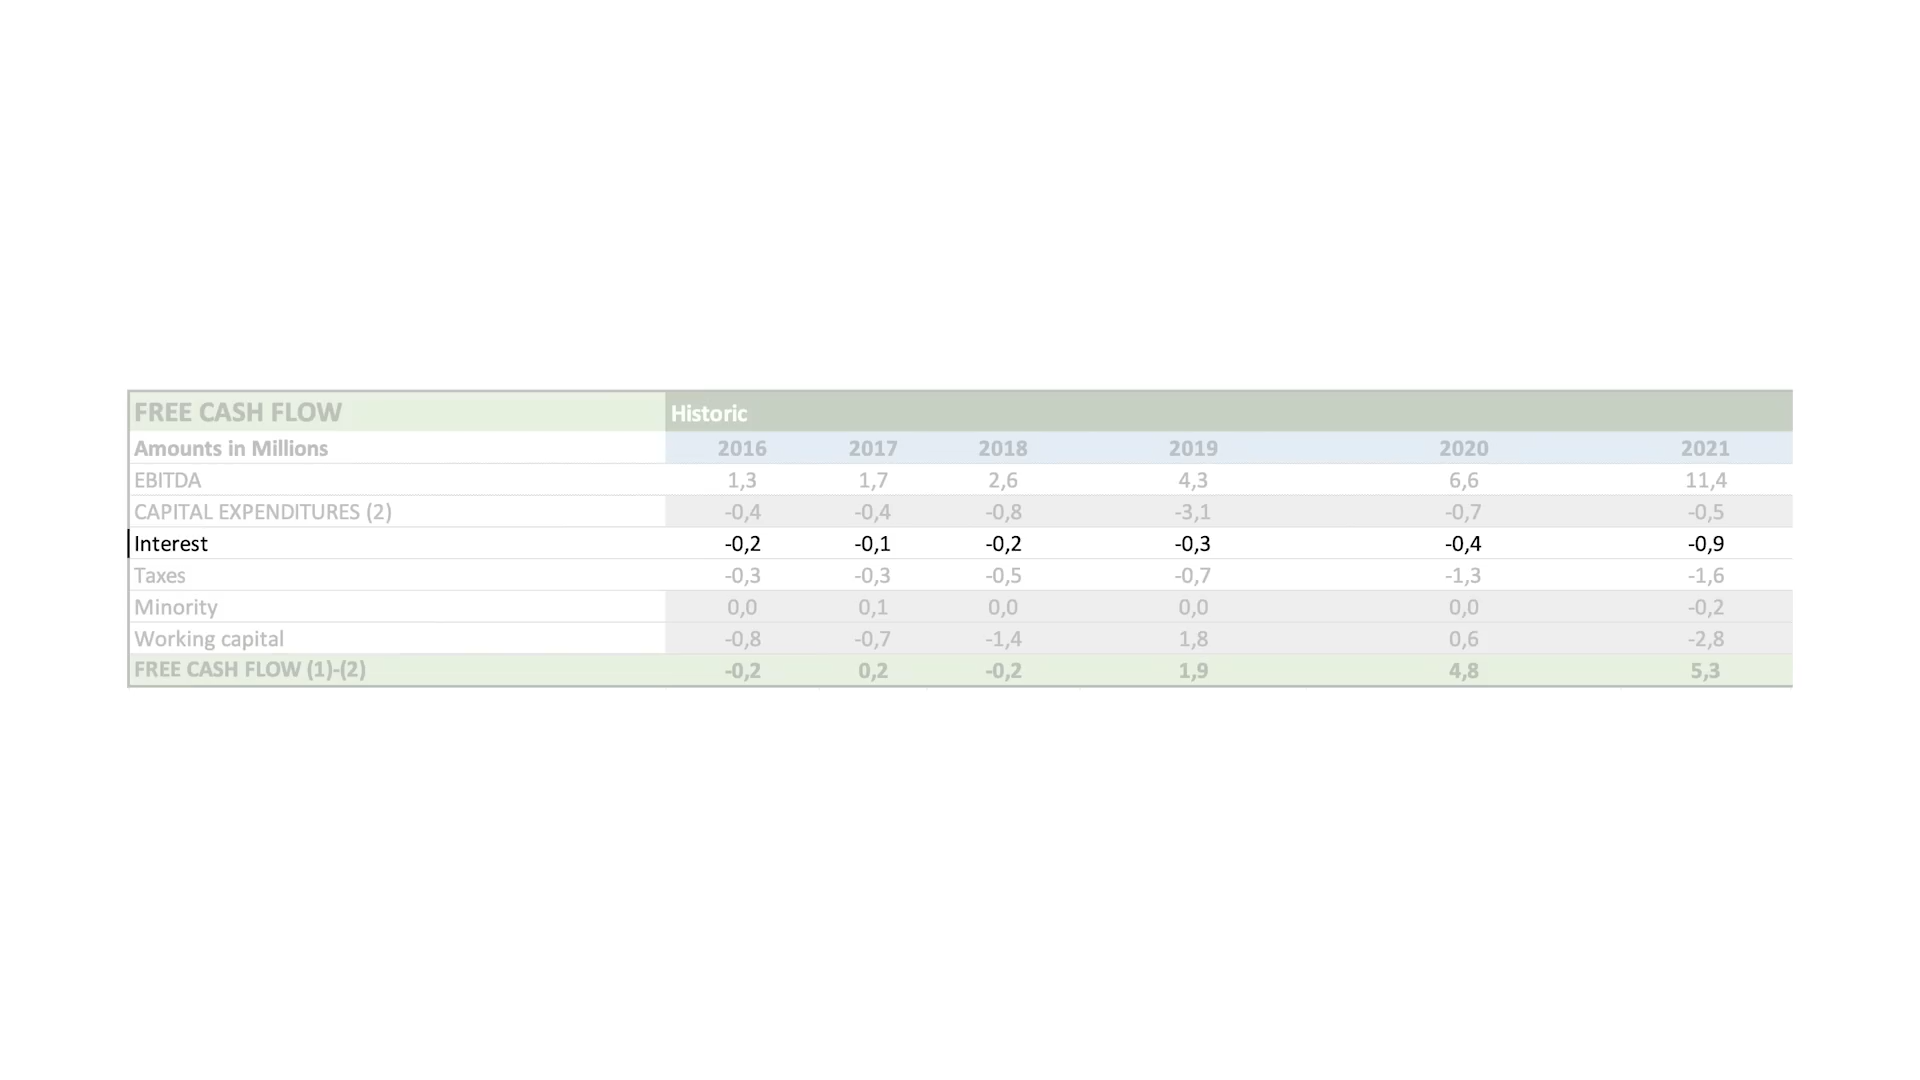 FREE CASH FLOW Historic
Amounts in Millions 2016 2017 2018 2019 2020 2021
EBITDA 1,3 1,7 2,6 4,3 6,6 11,4
CAPITAL EXPENDITURES (2) -0,4 -0,4 -0,8 -3,1 -0,7 -0,5
Interest -0,2 -0,1 -0,2 -0,3 -0,4 -0,9
Taxes -0,3 -0,3 -0,5 -0,7 -1,3 -1,6
Minority 0,0 0,1 0,0 0,0 0,0 -0,2
Working capital -0,8 -0,7 -1,4 1,8 0,6 -2,8
FREE CASH FLOW (1)-(2) -0,2 0,2 -0,2 1,9 4,8 5,3